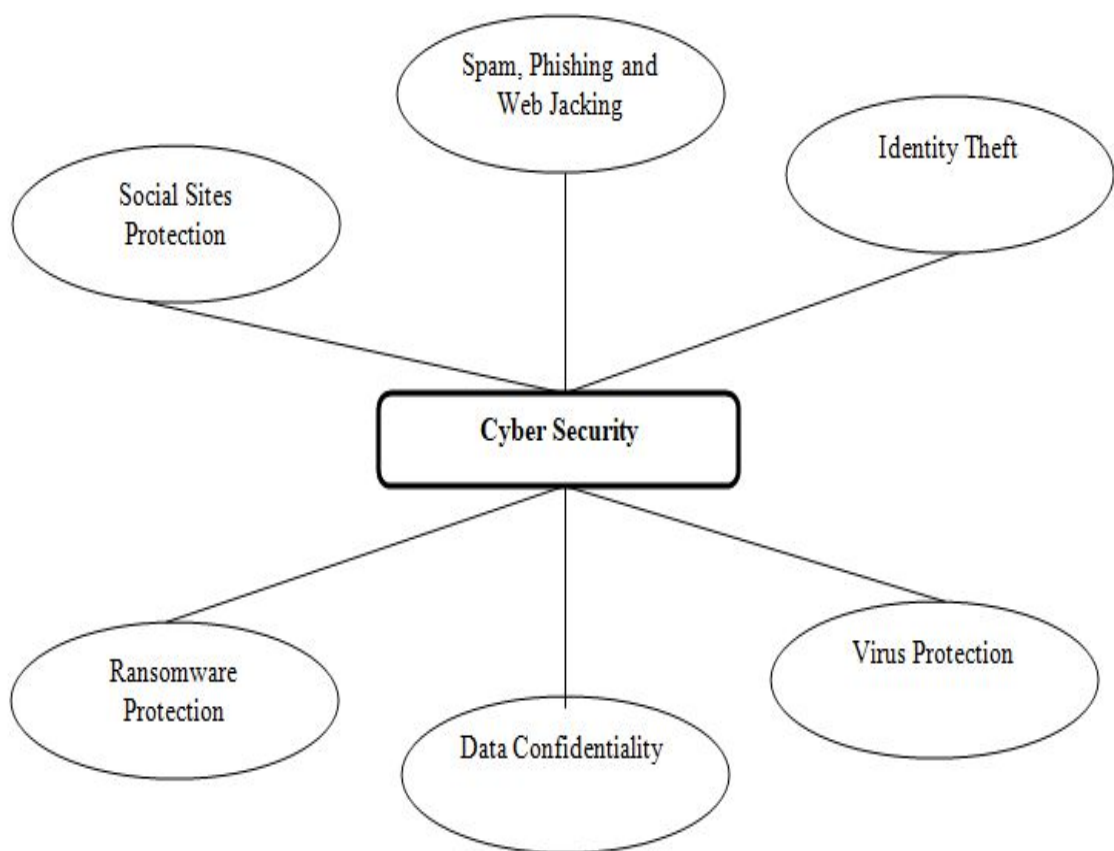 Spam, Phishing and
Web Jacking
Identity Theft
Social Sites
Protection
Cyber Security
Ransomware
Protection
Virus Protection
Data Confidentiality